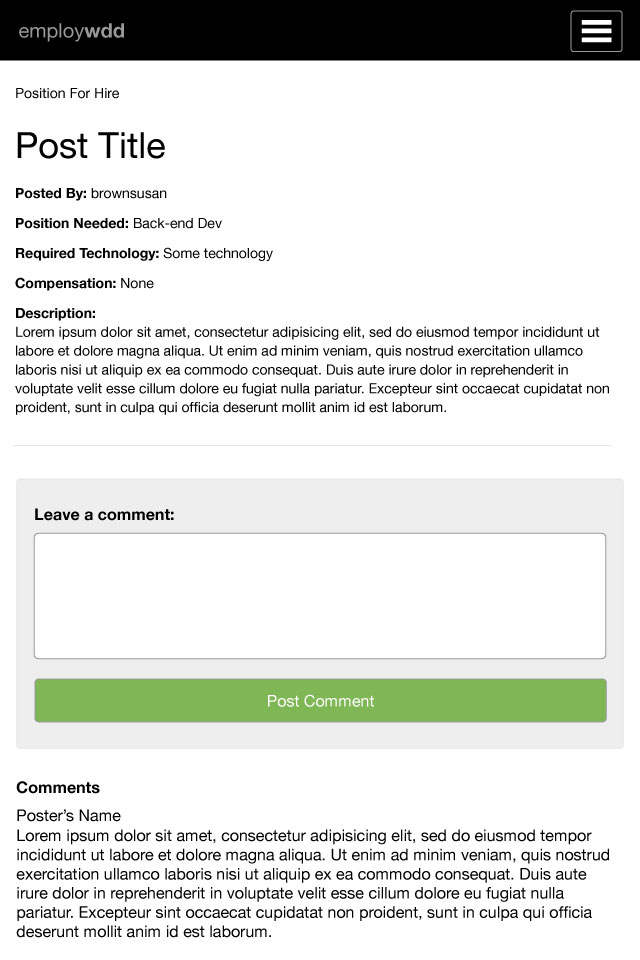 employwdd
Position For Hire
Post Title
Posted By: brownsusan
Position Needed: Back-end Dev
Required Technology: Some technology
Compensation: None
Description:
Lorem ipsum dolor sit amet, consectetur adipisicing elit, sed do eiusmod tempor incididunt ut
labore et dolore magna aliqua. Ut enim ad minim veniam, quis nostrud exercitation ullamco
laboris nisi ut aliquip ex ea commodo consequat. Duis aute irure dolor in reprehenderit in
voluptate velit esse cillum dolore eu fugiat nulla pariatur. Excepteur sint occaecat cupidatat non
proident, sunt in culpa qui officia deserunt mollit anim id est laborum.
Leave a comment:
Post Comment
Comments
Poster’s Name
Lorem ipsum dolor sit amet, consectetur adipisicing elit, sed do eiusmod tempor
incididunt ut labore et dolore magna aliqua. Ut enim ad minim veniam, quis nostrud
exercitation ullamco laboris nisi ut aliquip ex ea commodo consequat. Duis aute
irure dolor in reprehenderit in voluptate velit esse cillum dolore eu fugiat nulla
pariatur. Excepteur sint occaecat cupidatat non proident, sunt in culpa qui officia
deserunt mollit anim id est laborum.